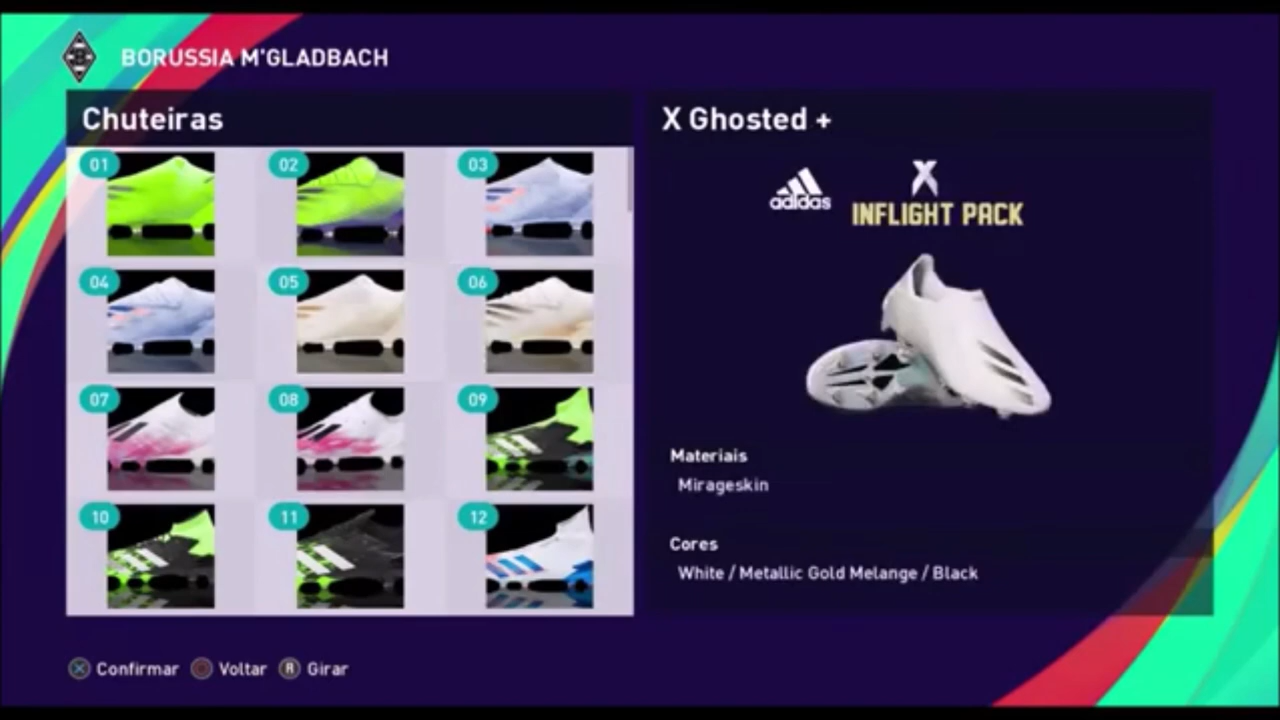 BORUSSIA M'GLADBACH
Chuteiras
X Ghosted +
01
02
03
adidas
X
INFLIGHT PACK
04
05
06
07
08
09
Materiais
Mirageskin
10
11
12
Cores
White / Metallic Gold Melange / Black
Confirmar
Voltar
R Girar